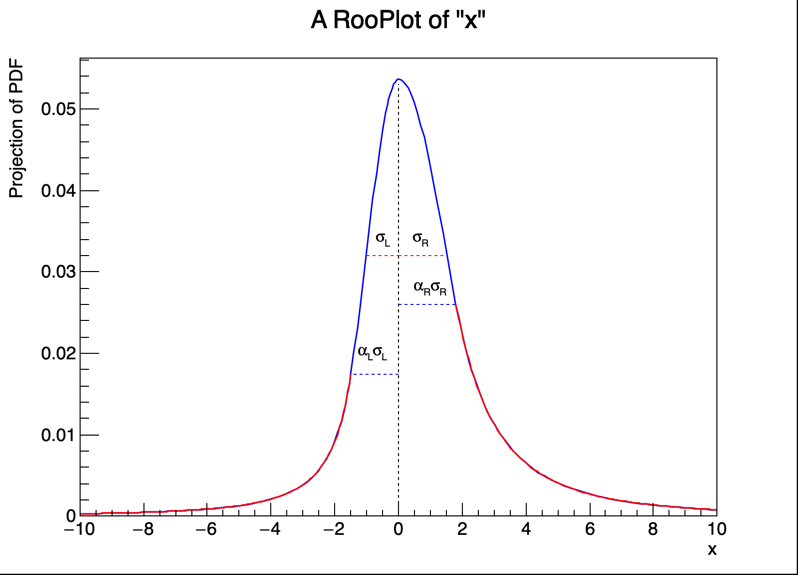 A RooPlot of "x"
Projection of PDF
0.05
0.04
0.03
0.02
0.01
0
σL σR
αRσR
αLσL
−10 −8 −6 −4 −2 0 2 4 6 8 10
x